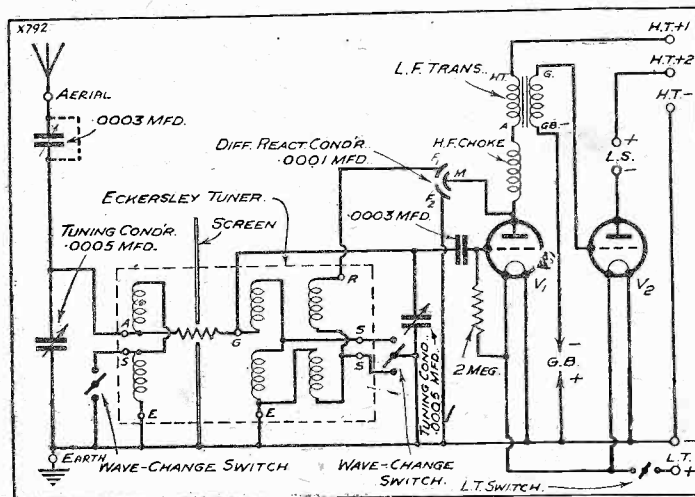 X792
AERIAL
.0003 MFD.
TUNING COND'R.
.0005 MFD.
ECKERSLEY TUNER.
SCREEN
DIFF. REACT. COND'R.
.0001 MFD.
F1
M
F2
.0003 MFD.
L.F. TRANS.
HT.
A
G.
GB.-
H.F. CHOKE
H.T.+1
H.T.+2
H.T.-
+
L.S.
-
V1
V2
A
S
E
G
E
R
S
S
2 MEG.
-
G.B.
+
TUNING COND.
.0005 MFD.
EARTH
WAVE-CHANGE SWITCH
WAVE-CHANGE
SWITCH.
L.T. SWITCH.
-
L.T.
+